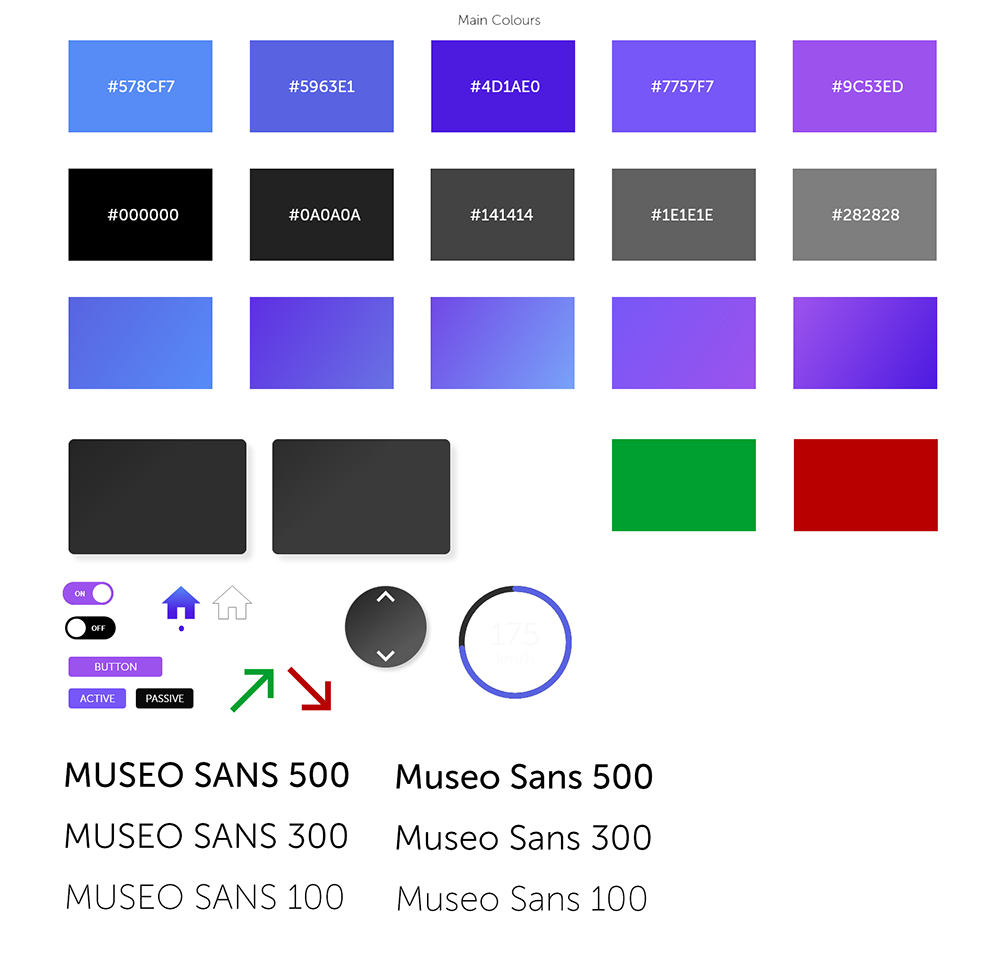 Main Colours
#578CF7
#5963E1
#4D1AE0
#7757F7
#9C53ED
#000000
#0A0A0A
#141414
#1E1E1E
#282828
ON
OFF
BUTTON
ACTIVE
PASSIVE
175
km/h
MUSEO SANS 500
Museo Sans 500
MUSEO SANS 300
Museo Sans 300
MUSEO SANS 100
Museo Sans 100